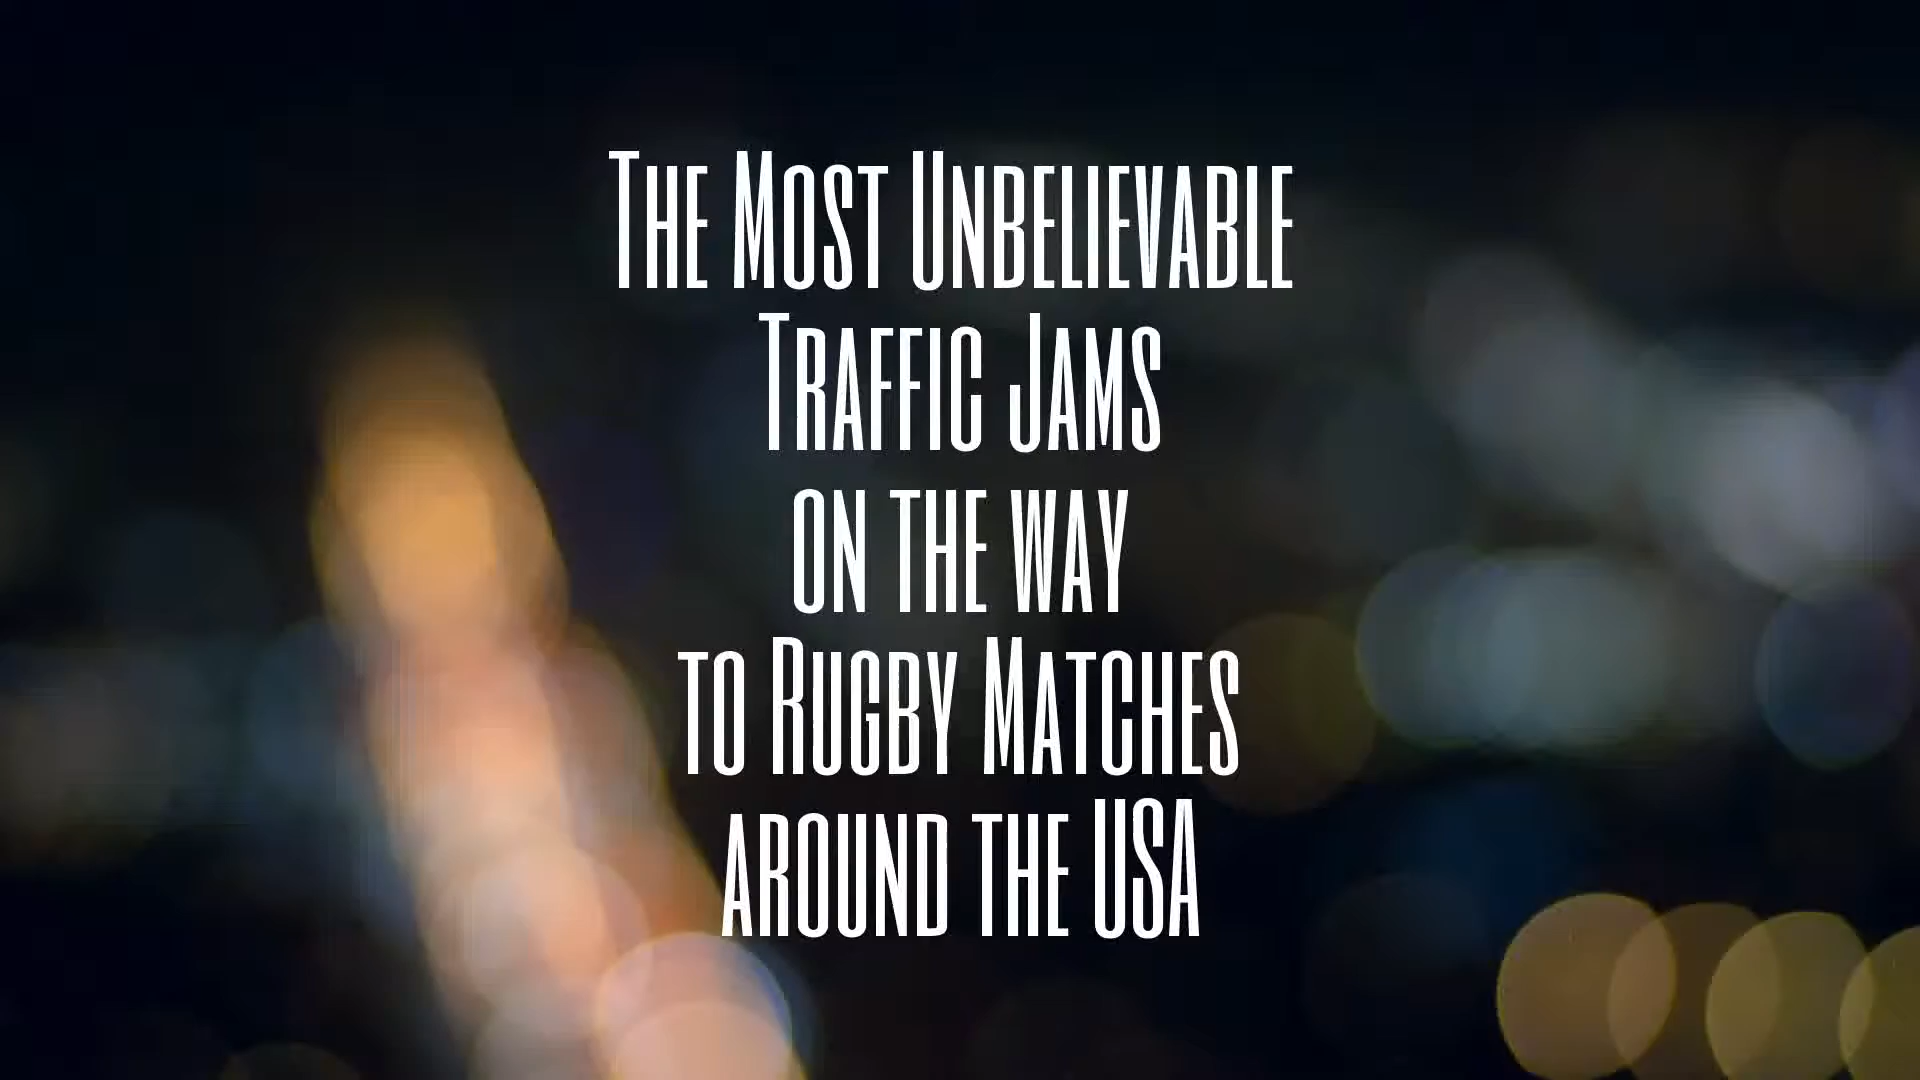 The Most Unbelievable
Traffic Jams
on the way
to Rugby Matches
around the USA